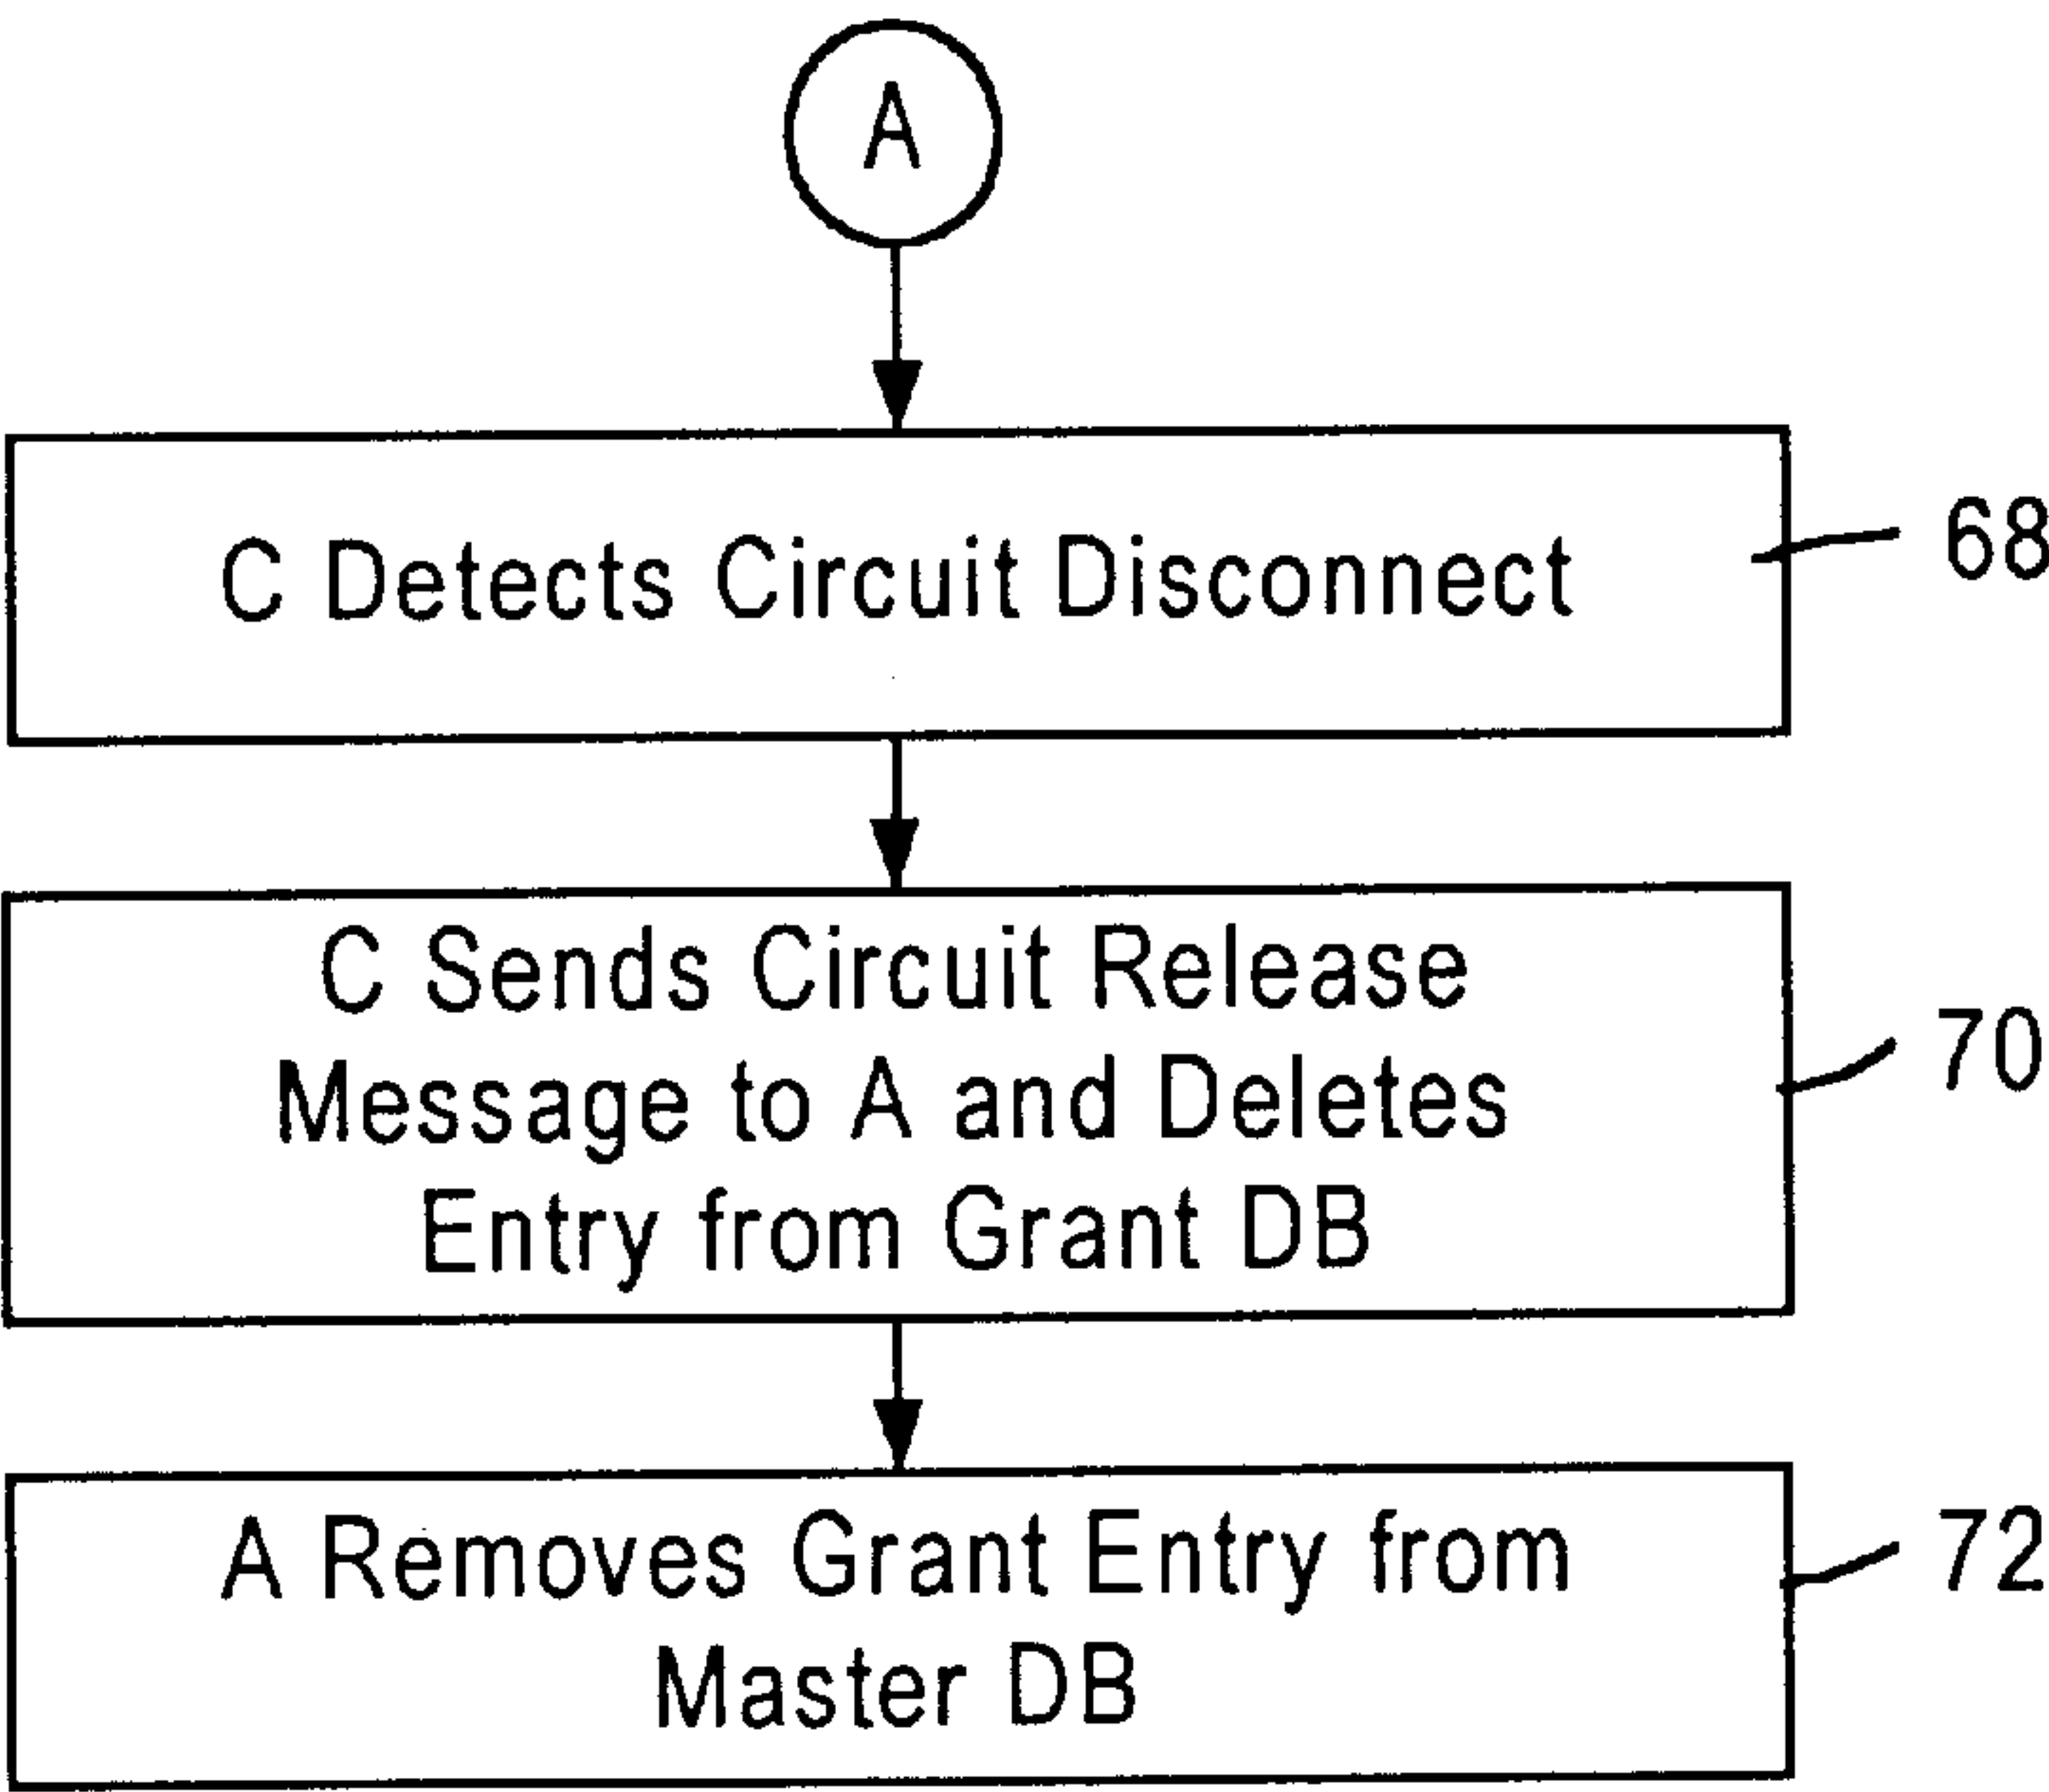 A
C Detects Circuit Disconnect
68
C Sends Circuit Release
Message to A and Deletes
Entry from Grant DB
70
A Removes Grant Entry from
Master DB
72